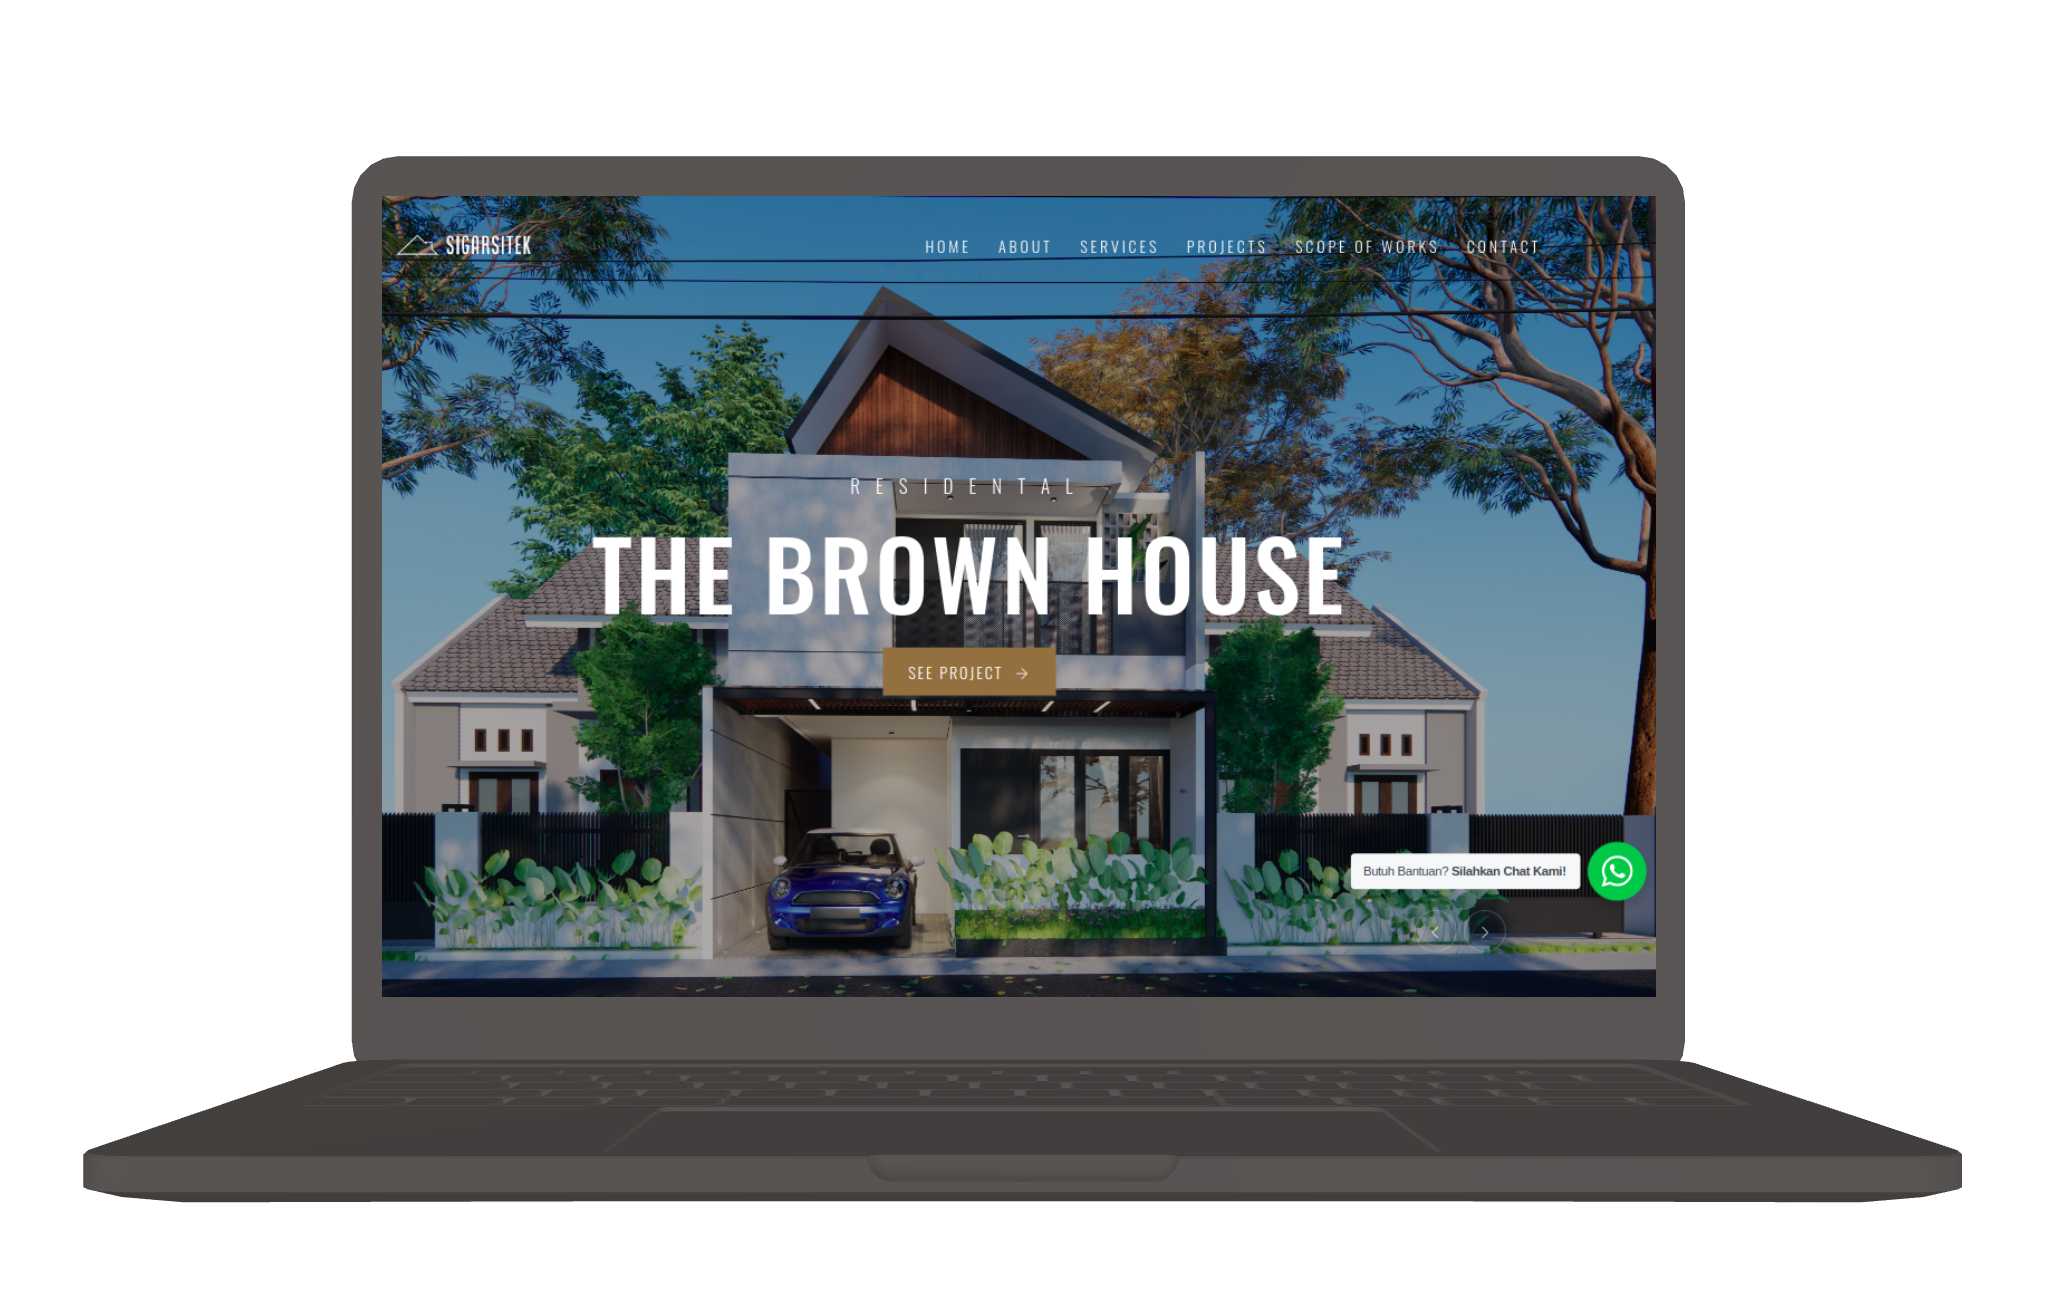 SIGARSITEK
HOME ABOUT SERVICES PROJECTS SCOPE OF WORKS CONTACT
RESIDENTAL
THE BROWN HOUSE
SEE PROJECT →
Butuh Bantuan? Silahkan Chat Kami!